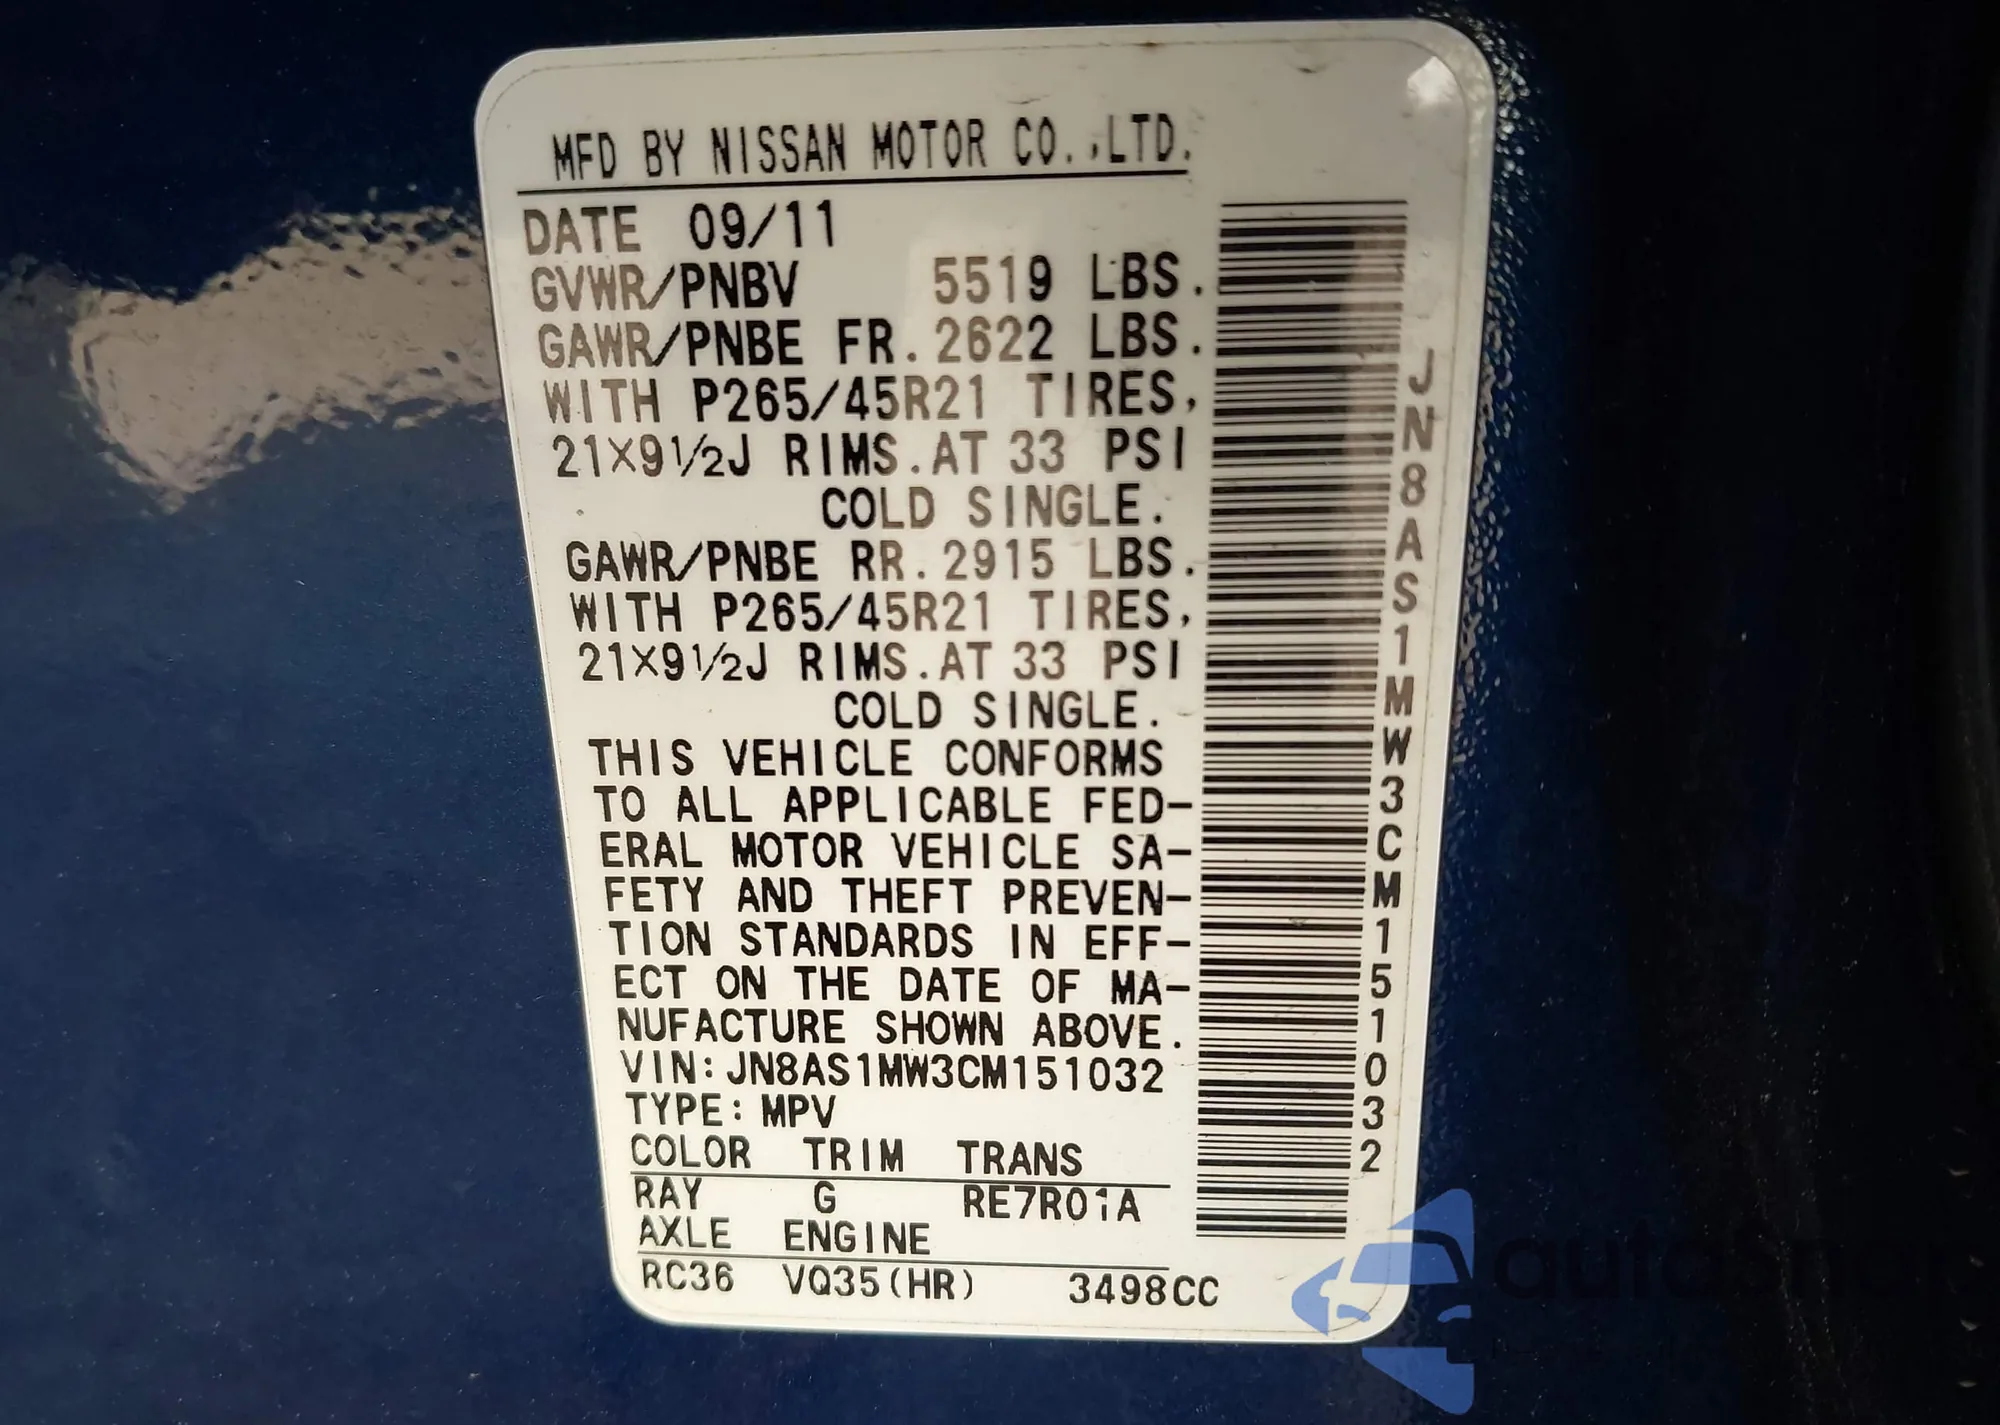 MFD BY NISSAN MOTOR CO.,LTD.
DATE 09/11
GVWR/PNBV 5519 LBS.
GAWR/PNBE FR. 2622 LBS.
WITH P265/45R21 TIRES,
21X9½J RIMS. AT 33 PSI
COLD SINGLE.
GAWR/PNBE RR. 2915 LBS.
WITH P265/45R21 TIRES,
21X9½J RIMS. AT 33 PSI
COLD SINGLE.
THIS VEHICLE CONFORMS
TO ALL APPLICABLE FED-
ERAL MOTOR VEHICLE SA-
FETY AND THEFT PREVEN-
TION STANDARDS IN EFF-
ECT ON THE DATE OF MA-
NUFACTURE SHOWN ABOVE.
VIN: JN8AS1MW3CM151032
TYPE: MPV
COLOR TRIM TRANS
RAY G RE7R01A
AXLE ENGINE
RC36 VQ35(HR) 3498CC
JN8AS1MW3CM151032